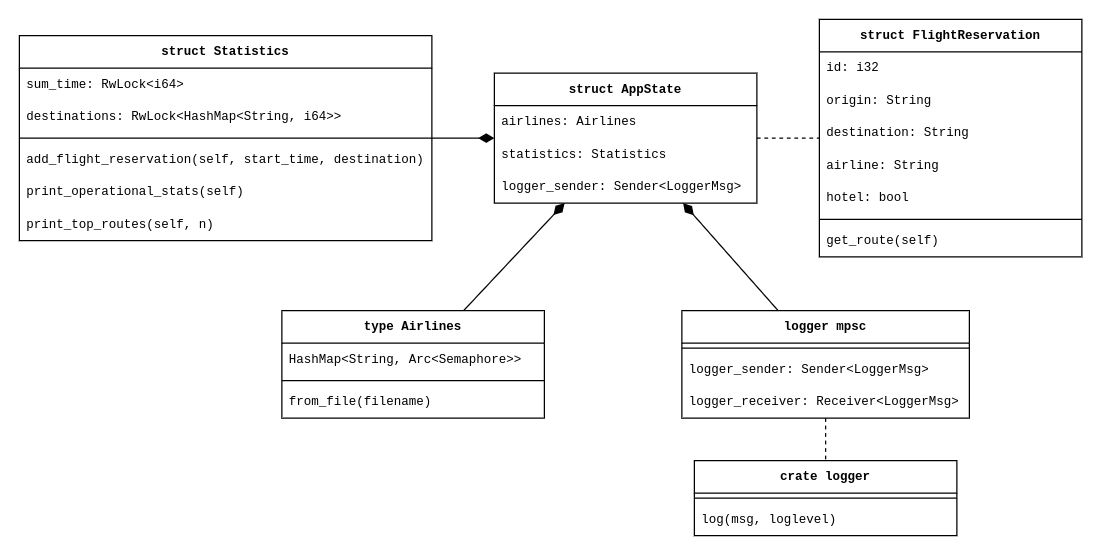 struct Statistics
sum_time: RwLock<i64>
destinations: RwLock<HashMap<String, i64>>
add_flight_reservation(self, start_time, destination)
print_operational_stats(self)
print_top_routes(self, n)
struct AppState
airlines: Airlines
statistics: Statistics
logger_sender: Sender<LoggerMsg>
struct FlightReservation
id: i32
origin: String
destination: String
airline: String
hotel: bool
get_route(self)
type Airlines
HashMap<String, Arc<Semaphore>>
from_file(filename)
logger mpsc
logger_sender: Sender<LoggerMsg>
logger_receiver: Receiver<LoggerMsg>
crate logger
log(msg, loglevel)